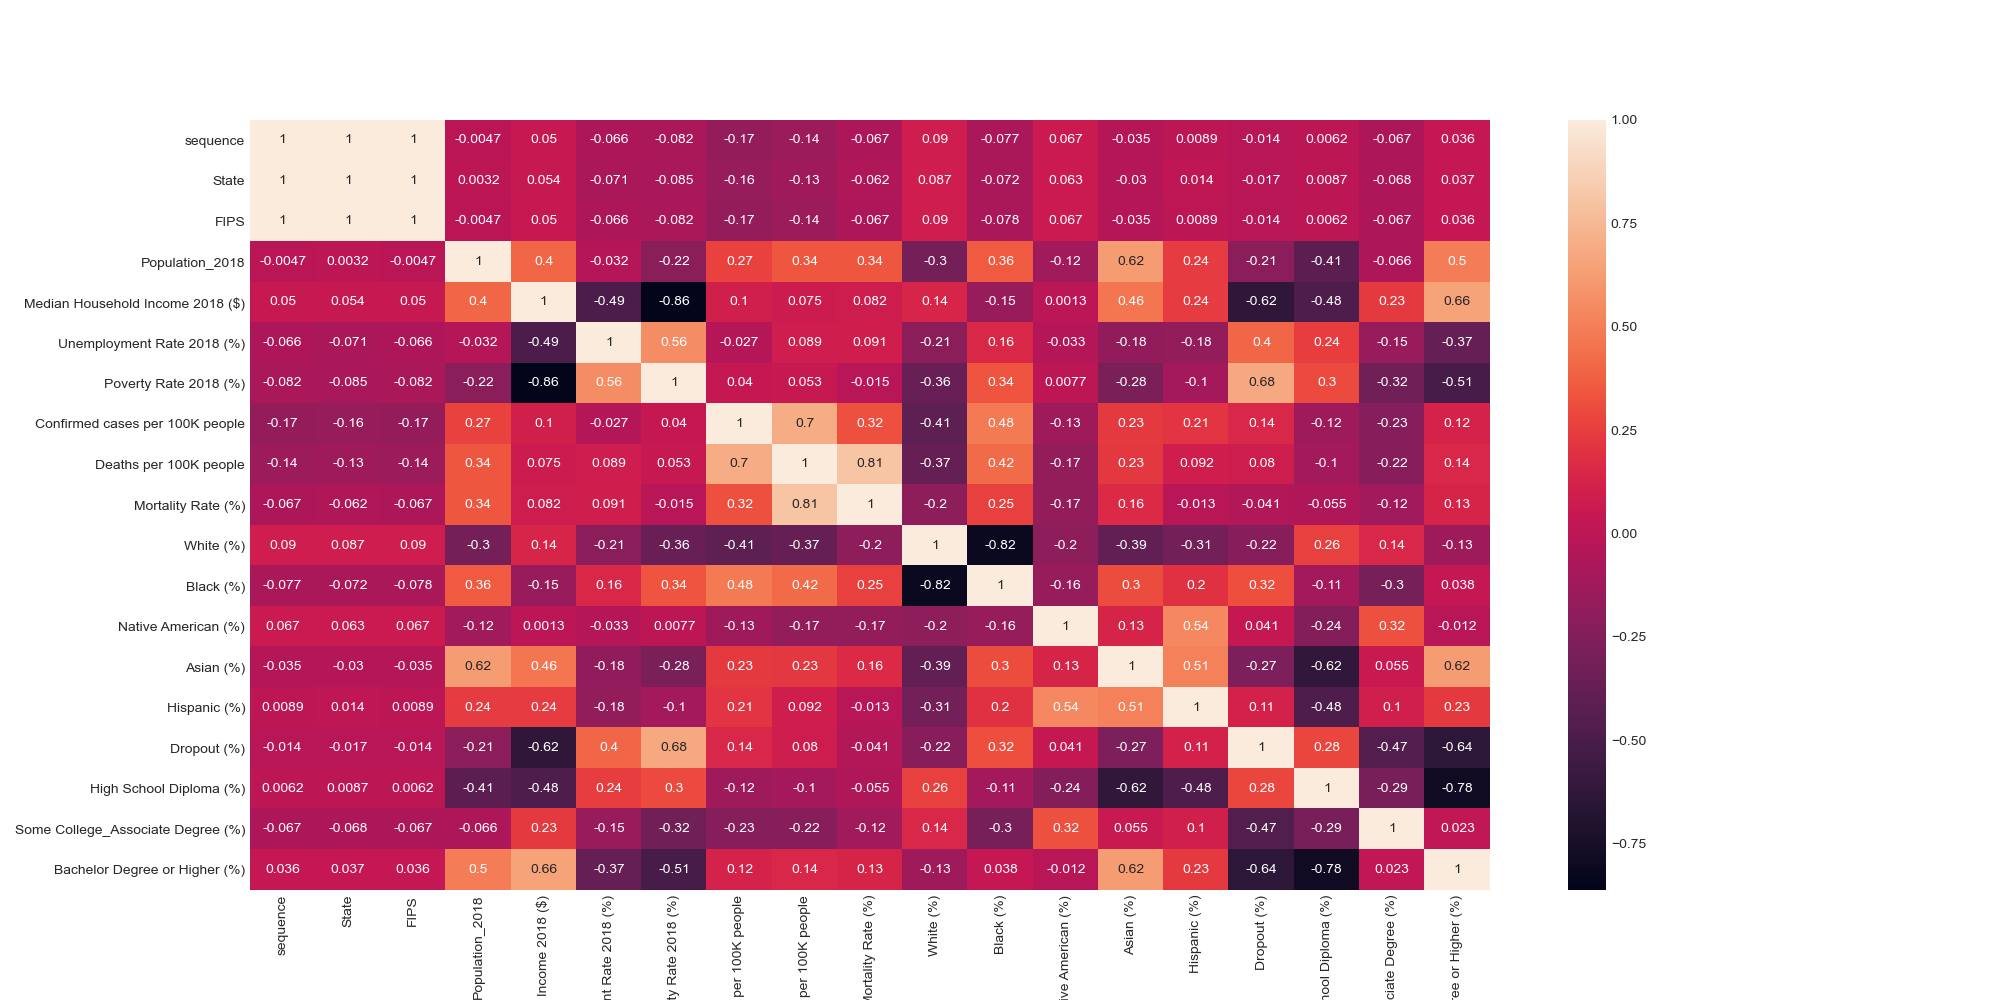 sequence 1 1 1 -0.0047 0.05 -0.066 -0.082 -0.17 -0.14 -0.067 0.09 -0.077 0.067 -0.035 0.0089 -0.014 0.0062 -0.067 0.036
State 1 1 1 0.0032 0.054 -0.071 -0.085 -0.16 -0.13 -0.062 0.087 -0.072 0.063 -0.03 0.014 -0.017 0.0087 -0.068 0.037
FIPS 1 1 1 -0.0047 0.05 -0.066 -0.082 -0.17 -0.14 -0.067 0.09 -0.078 0.067 -0.035 0.0089 -0.014 0.0062 -0.067 0.036
Population_2018 -0.0047 0.0032 -0.0047 1 0.4 -0.032 -0.22 0.27 0.34 0.34 -0.3 0.36 -0.12 0.62 0.24 -0.21 -0.41 -0.066 0.5
Median Household Income 2018 ($) 0.05 0.054 0.05 0.4 1 -0.49 -0.86 0.1 0.075 0.082 0.14 -0.15 0.0013 0.46 0.24 -0.62 -0.48 0.23 0.66
Unemployment Rate 2018 (%) -0.066 -0.071 -0.066 -0.032 -0.49 1 0.56 -0.027 0.089 0.091 -0.21 0.16 -0.033 -0.18 -0.18 0.4 0.24 -0.15 -0.37
Poverty Rate 2018 (%) -0.082 -0.085 -0.082 -0.22 -0.86 0.56 1 0.04 0.053 -0.015 -0.36 0.34 0.0077 -0.28 -0.1 0.68 0.3 -0.32 -0.51
Confirmed cases per 100K people -0.17 -0.16 -0.17 0.27 0.1 -0.027 0.04 1 0.7 0.32 -0.41 0.48 -0.13 0.23 0.21 0.14 -0.12 -0.23 0.12
Deaths per 100K people -0.14 -0.13 -0.14 0.34 0.075 0.089 0.053 0.7 1 0.81 -0.37 0.42 -0.17 0.23 0.092 0.08 -0.1 -0.22 0.14
Mortality Rate (%) -0.067 -0.062 -0.067 0.34 0.082 0.091 -0.015 0.32 0.81 1 -0.2 0.25 -0.17 0.16 -0.013 -0.041 -0.055 -0.12 0.13
White (%) 0.09 0.087 0.09 -0.3 0.14 -0.21 -0.36 -0.41 -0.37 -0.2 1 -0.82 -0.2 -0.39 -0.31 -0.22 0.26 0.14 -0.13
Black (%) -0.077 -0.072 -0.078 0.36 -0.15 0.16 0.34 0.48 0.42 0.25 -0.82 1 -0.16 0.3 0.2 0.32 -0.11 -0.3 0.038
Native American (%) 0.067 0.063 0.067 -0.12 0.0013 -0.033 0.0077 -0.13 -0.17 -0.17 -0.2 -0.16 1 0.13 0.54 0.041 -0.24 0.32 -0.012
Asian (%) -0.035 -0.03 -0.035 0.62 0.46 -0.18 -0.28 0.23 0.23 0.16 -0.39 0.3 0.13 1 0.51 -0.27 -0.62 0.055 0.62
Hispanic (%) 0.0089 0.014 0.0089 0.24 0.24 -0.18 -0.1 0.21 0.092 -0.013 -0.31 0.2 0.54 0.51 1 0.11 -0.48 0.1 0.23
Dropout (%) -0.014 -0.017 -0.014 -0.21 -0.62 0.4 0.68 0.14 0.08 -0.041 -0.22 0.32 0.041 -0.27 0.11 1 0.28 -0.47 -0.64
High School Diploma (%) 0.0062 0.0087 0.0062 -0.41 -0.48 0.24 0.3 -0.12 -0.1 -0.055 0.26 -0.11 -0.24 -0.62 -0.48 0.28 1 -0.29 -0.78
Some College_Associate Degree (%) -0.067 -0.068 -0.067 -0.066 0.23 -0.15 -0.32 -0.23 -0.22 -0.12 0.14 -0.3 0.32 0.055 0.1 -0.47 -0.29 1 0.023
Bachelor Degree or Higher (%) 0.036 0.037 0.036 0.5 0.66 -0.37 -0.51 0.12 0.14 0.13 -0.13 0.038 -0.012 0.62 0.23 -0.64 -0.78 0.023 1
sequence
State
FIPS
Population_2018
Income 2018 ($)
nt Rate 2018 (%)
ty Rate 2018 (%)
per 100K people
per 100K people
Mortality Rate (%)
White (%)
Black (%)
ive American (%)
Asian (%)
Hispanic (%)
Dropout (%)
hool Diploma (%)
ciate Degree (%)
ree or Higher (%)
1.00
0.75
0.50
0.25
0.00
−0.25
−0.50
−0.75